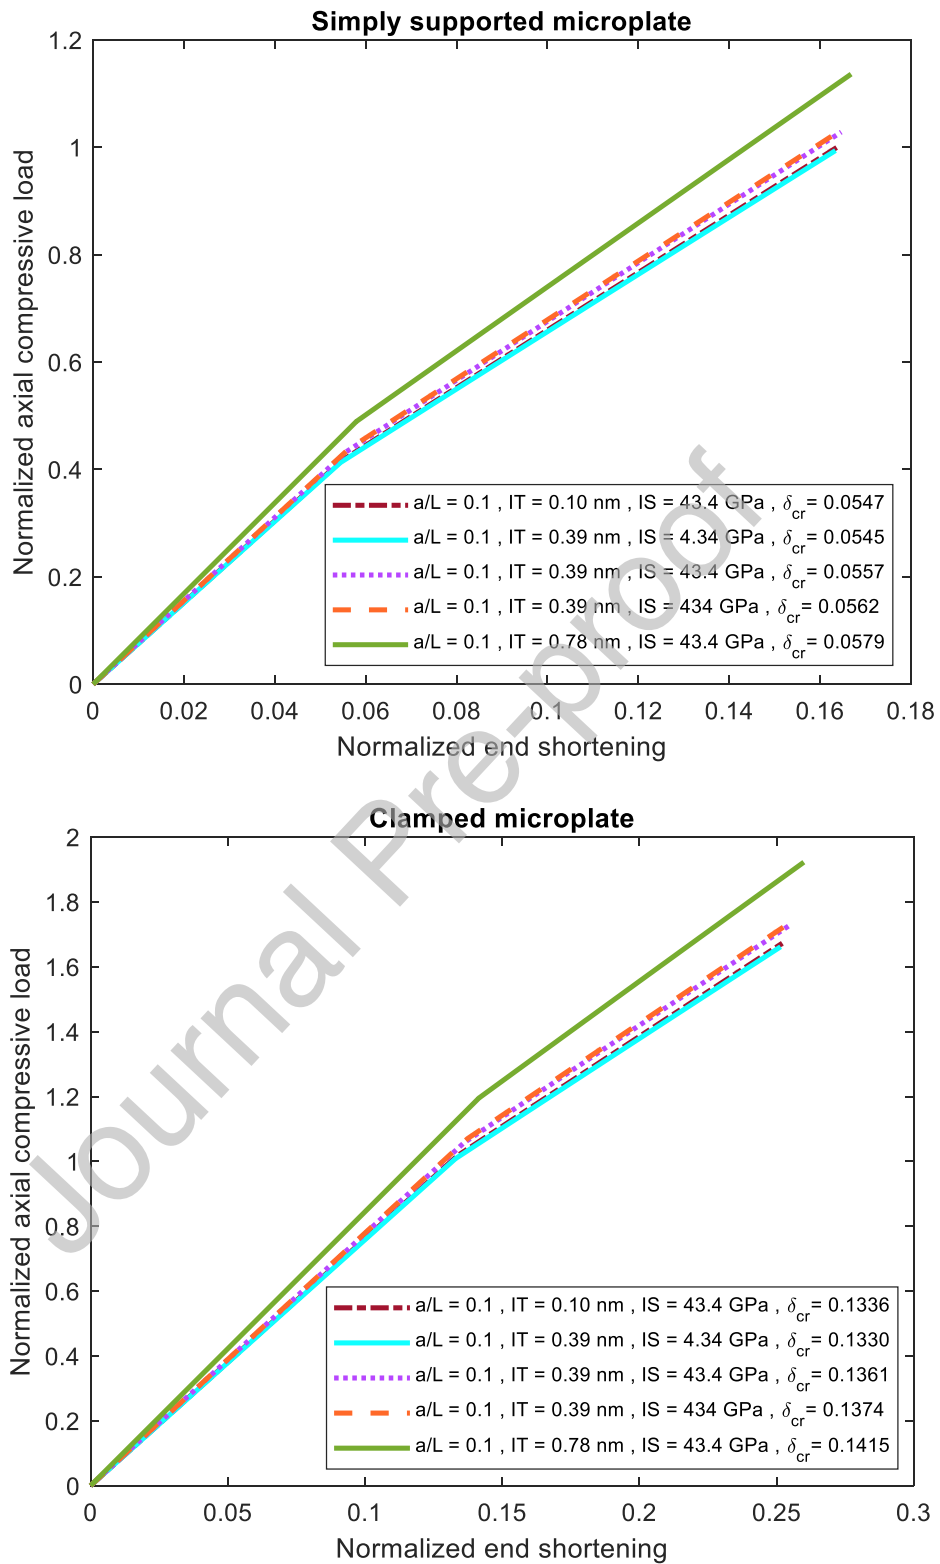 Simply supported microplate
1.2
1
0.8
0.6
0.4
0.2
0
Normalized axial compressive load
a/L = 0.1 , IT = 0.10 nm , IS = 43.4 GPa , δcr= 0.0547
a/L = 0.1 , IT = 0.39 nm , IS = 4.34 GPa , δcr= 0.0545
a/L = 0.1 , IT = 0.39 nm , IS = 43.4 GPa , δcr= 0.0557
a/L = 0.1 , IT = 0.39 nm , IS = 434 GPa , δcr= 0.0562
a/L = 0.1 , IT = 0.78 nm , IS = 43.4 GPa , δcr= 0.0579
0 0.02 0.04 0.06 0.08 0.1 0.12 0.14 0.16 0.18
Normalized end shortening
Journal Pre-proof
Clamped microplate
2
1.8
1.6
1.4
1.2
1
0.8
0.6
0.4
0.2
0
Normalized axial compressive load
a/L = 0.1 , IT = 0.10 nm , IS = 43.4 GPa , δcr= 0.1336
a/L = 0.1 , IT = 0.39 nm , IS = 4.34 GPa , δcr= 0.1330
a/L = 0.1 , IT = 0.39 nm , IS = 43.4 GPa , δcr= 0.1361
a/L = 0.1 , IT = 0.39 nm , IS = 434 GPa , δcr= 0.1374
a/L = 0.1 , IT = 0.78 nm , IS = 43.4 GPa , δcr= 0.1415
0 0.05 0.1 0.15 0.2 0.25 0.3
Normalized end shortening